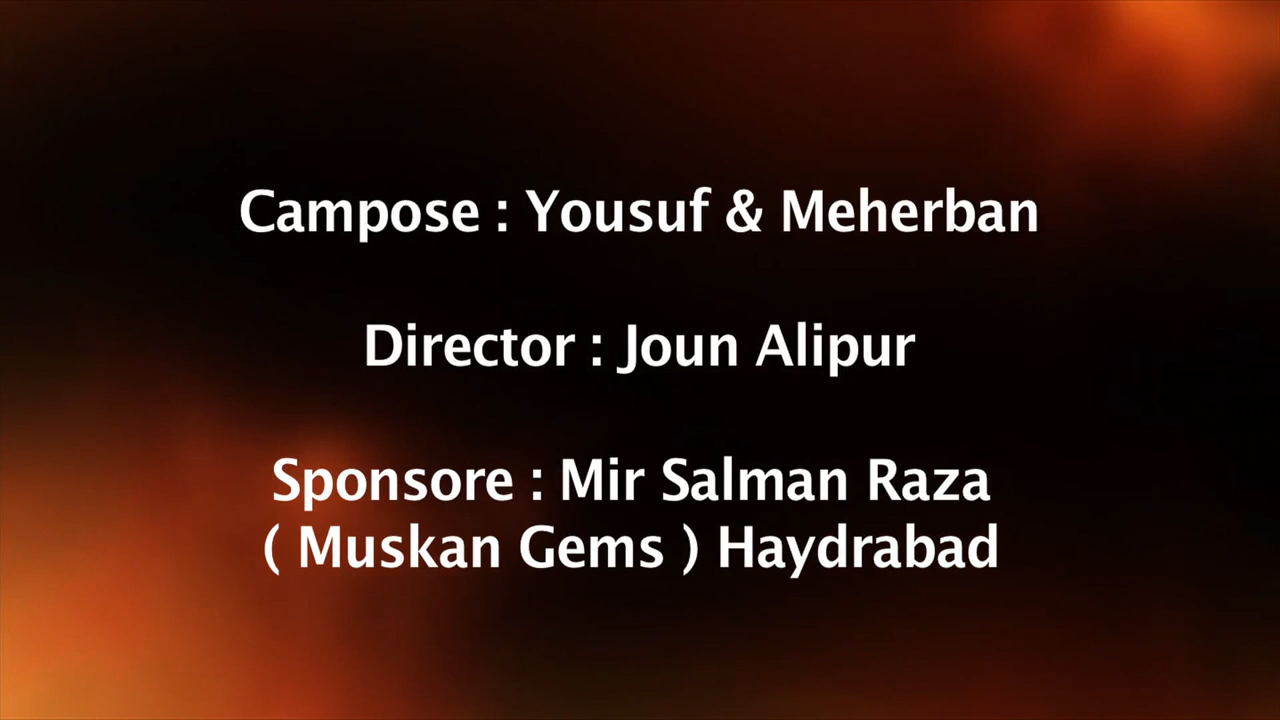 Campose : Yousuf & Meherban
Director : Joun Alipur
Sponsore : Mir Salman Raza
( Muskan Gems ) Haydrabad